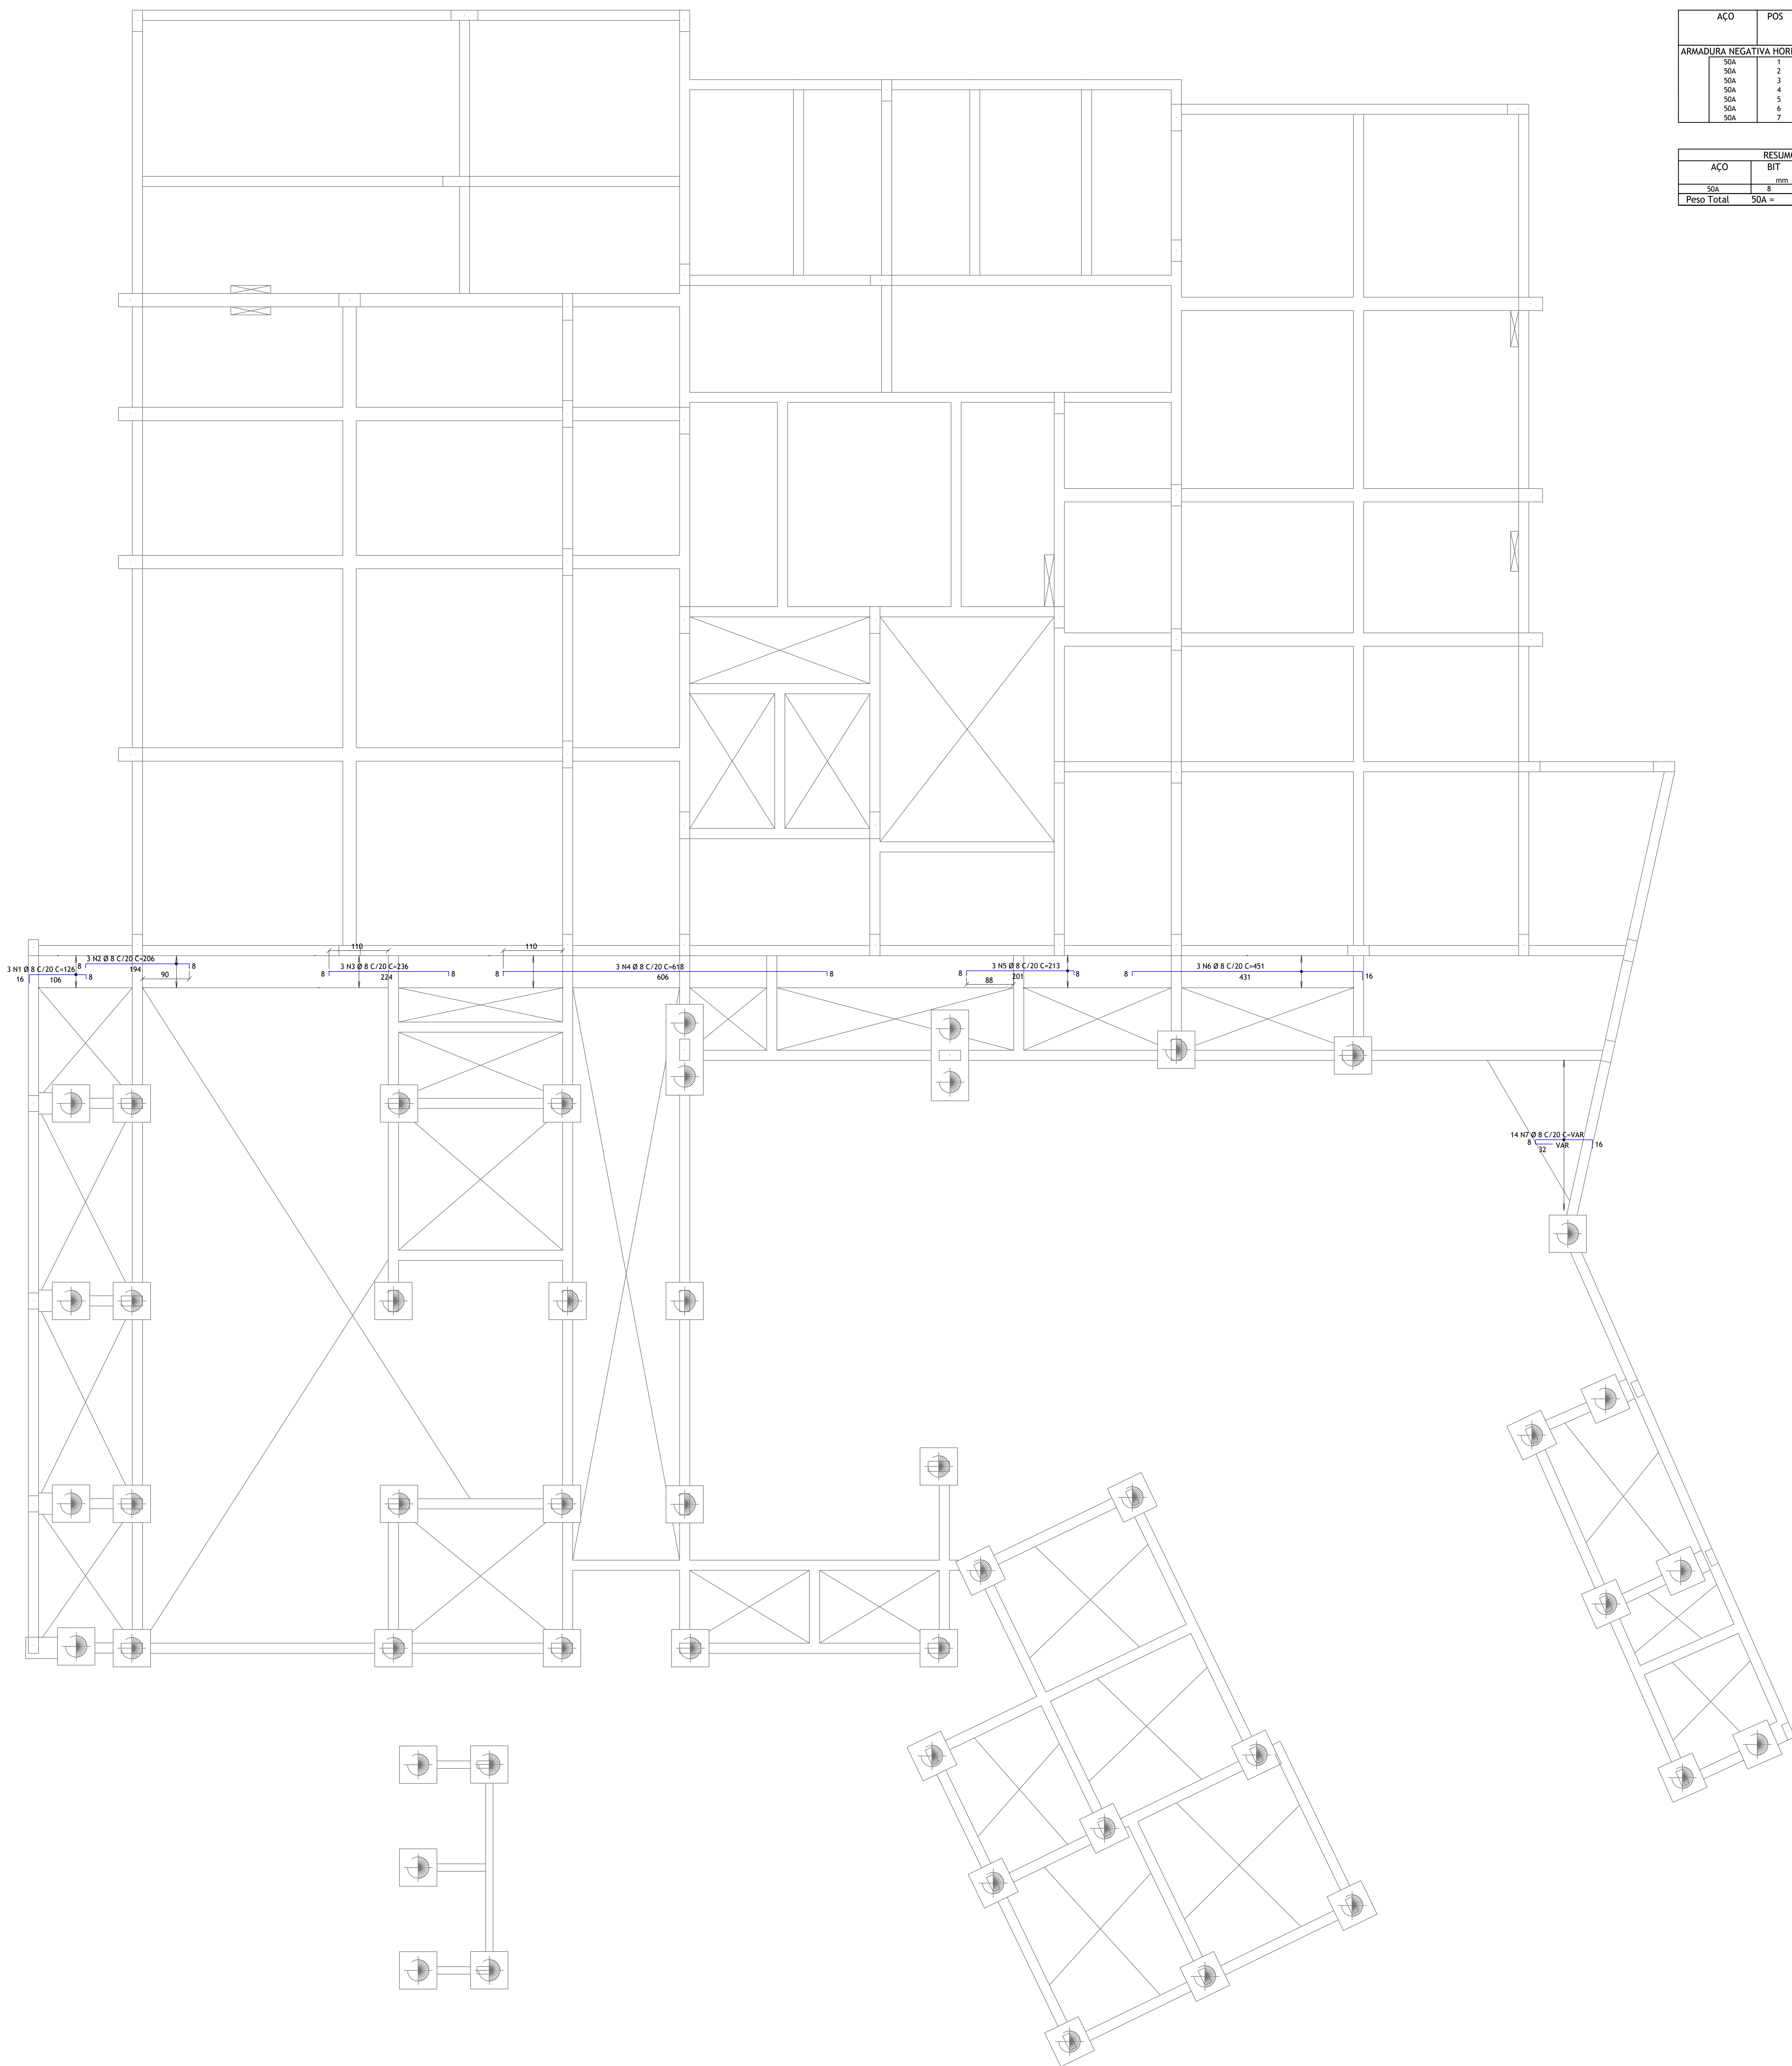 AÇO POS
ARMADURA NEGATIVA HORI
50A 1
50A 2
50A 3
50A 4
50A 5
50A 6
50A 7
RESUMO
AÇO BIT
mm
50A 8
Peso Total 50A =
110 110
3 N1 Ø 8 C/20 C=126
16 106 8
3 N2 Ø 8 C/20 C=206
8 194 8
90
3 N3 Ø 8 C/20 C=236
8 224 8
3 N4 Ø 8 C/20 C=618
8 606 8
3 N5 Ø 8 C/20 C=213
8 201 8
88
3 N6 Ø 8 C/20 C=451
8 431 16
14 N7 Ø 8 C/20 C=VAR
8 VAR 16
32